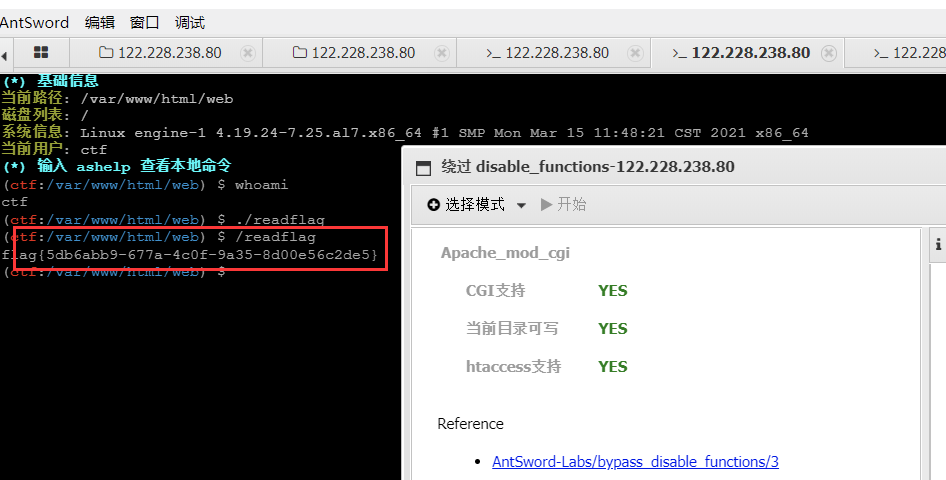 AntSword 编辑 窗口 调试
122.228.238.80 122.228.238.80 >_ 122.228.238.80 >_ 122.228.238.80 >_ 122.228
(*) 基础信息
当前路径: /var/www/html/web
磁盘列表: /
系统信息: Linux engine-1 4.19.24-7.25.al7.x86_64 #1 SMP Mon Mar 15 11:48:21 CST 2021 x86_64
当前用户: ctf
(*) 输入 ashelp 查看本地命令
(ctf:/var/www/html/web) $ whoami
ctf
(ctf:/var/www/html/web) $ ./readflag
(ctf:/var/www/html/web) $ /readflag
flag{5db6abb9-677a-4c0f-9a35-8d00e56c2de5}
(ctf:/var/www/html/web) $
绕过 disable_functions-122.228.238.80
选择模式 开始
Apache_mod_cgi
CGI支持 YES
当前目录可写 YES
htaccess支持 YES
Reference
AntSword-Labs/bypass_disable_functions/3